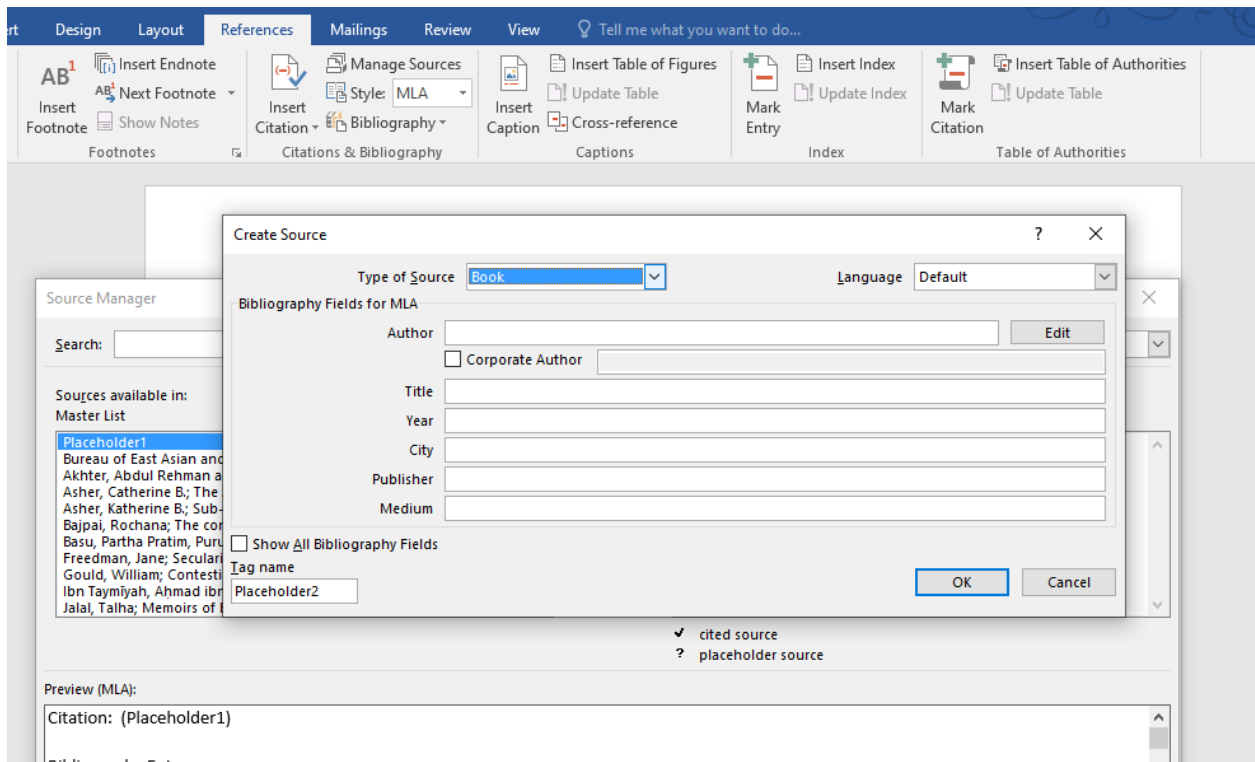 Design Layout References Mailings Review View Tell me what you want to do...
AB1 Insert Footnote
Insert Endnote
Next Footnote
Show Notes
Footnotes
Insert Citation
Manage Sources
Style: MLA
Bibliography
Citations & Bibliography
Insert Caption
Insert Table of Figures
Update Table
Cross-reference
Captions
Mark Entry
Insert Index
Update Index
Index
Mark Citation
Insert Table of Authorities
Update Table
Table of Authorities
Create Source ?
Type of Source Book Language Default
Bibliography Fields for MLA
Author Edit
Corporate Author
Title
Year
City
Publisher
Medium
Show All Bibliography Fields
Tag name
Placeholder2
OK Cancel
Source Manager
Search:
Sources available in:
Master List
Placeholder1
Bureau of East Asian and
Akhter, Abdul Rehman a
Asher, Catherine B.; The
Asher, Katherine B.; Sub-
Bajpai, Rochana; The con
Basu, Partha Pratim, Puru
Freedman, Jane; Seculari
Gould, William; Contesti
Ibn Taymīyah, Aḥmad ibn
Jalal, Talha; Memoirs of
cited source
? placeholder source
Preview (MLA):
Citation: (Placeholder1)